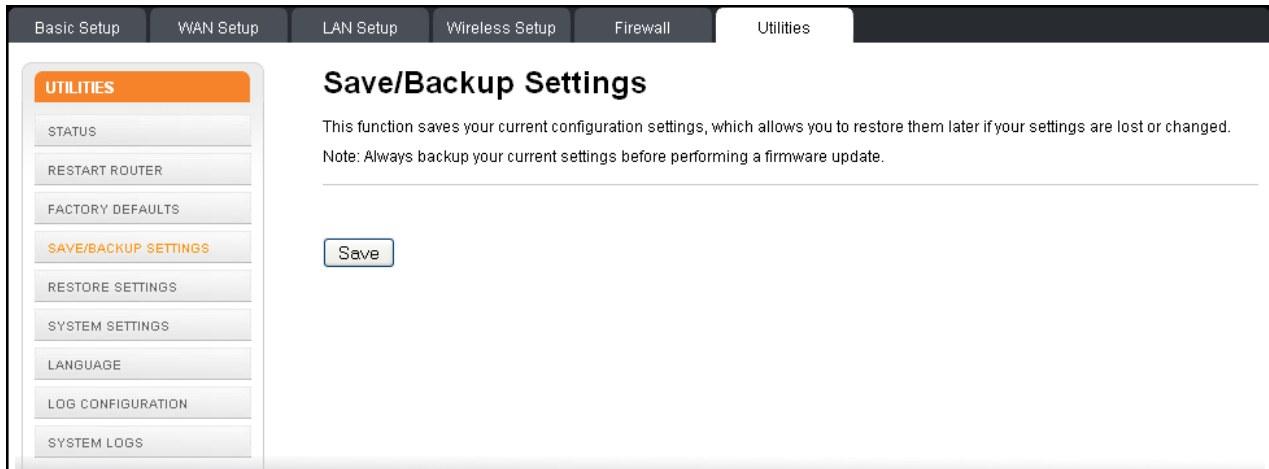 Basic Setup WAN Setup LAN Setup Wireless Setup Firewall Utilities
UTILITIES
STATUS
RESTART ROUTER
FACTORY DEFAULTS
SAVE/BACKUP SETTINGS
RESTORE SETTINGS
SYSTEM SETTINGS
LANGUAGE
LOG CONFIGURATION
SYSTEM LOGS
Save/Backup Settings
This function saves your current configuration settings, which allows you to restore them later if your settings are lost or changed.
Note: Always backup your current settings before performing a firmware update.
Save